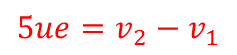 5𝑢𝑒 = 𝑣₂ − 𝑣₁